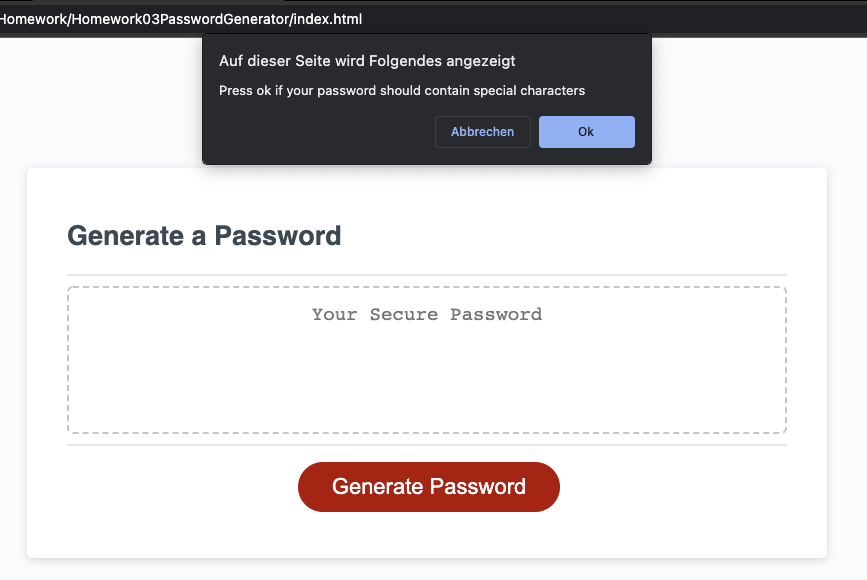 Homework/Homework03PasswordGenerator/index.html
Auf dieser Seite wird Folgendes angezeigt
Press ok if your password should contain special characters
Abbrechen
Ok
Generate a Password
Your Secure Password
Generate Password